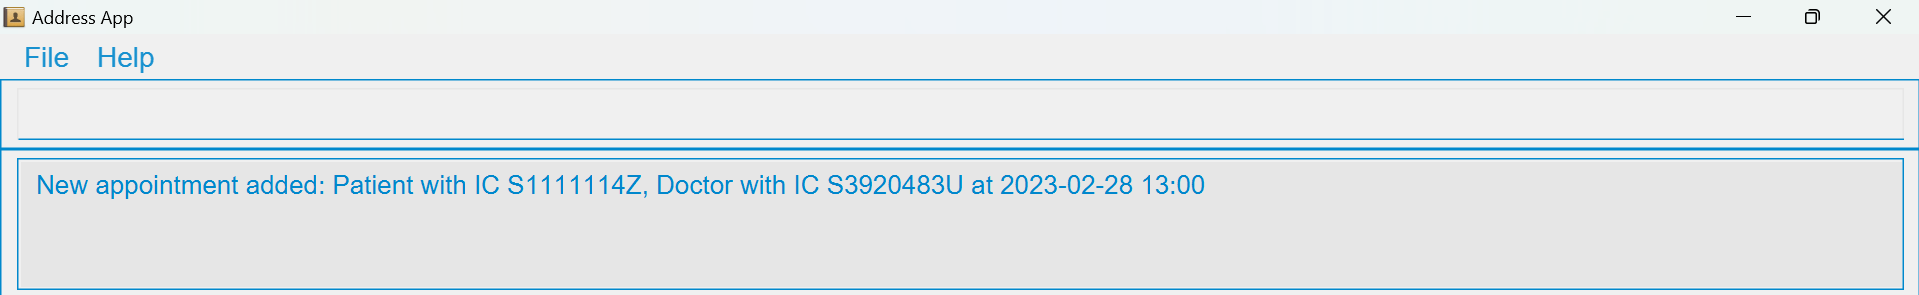 Address App
File Help
New appointment added: Patient with IC S1111114Z, Doctor with IC S3920483U at 2023-02-28 13:00